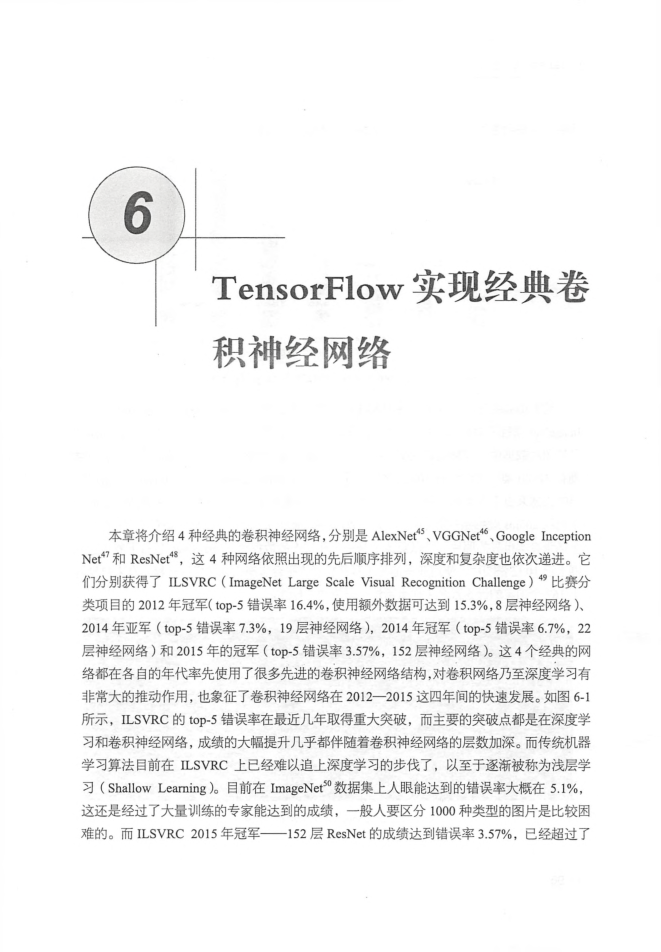 6
TensorFlow 实现经典卷
积神经网络
本章将介绍 4 种经典的卷积神经网络，分别是 AlexNet45、VGGNet46、Google Inception
Net47 和 ResNet48，这 4 种网络依照出现的先后顺序排列，深度和复杂度也依次递进。它
们分别获得了 ILSVRC（ImageNet Large Scale Visual Recognition Challenge）49 比赛分
类项目的 2012 年冠军（top-5 错误率 16.4%，使用额外数据可达到 15.3%，8 层神经网络）、
2014 年亚军（top-5 错误率 7.3%，19 层神经网络），2014 年冠军（top-5 错误率 6.7%，22
层神经网络）和 2015 年的冠军（top-5 错误率 3.57%，152 层神经网络）。这 4 个经典的网
络都在各自的年代率先使用了很多先进的卷积神经网络结构，对卷积网络乃至深度学习有
非常大的推动作用，也象征了卷积神经网络在 2012—2015 这四年间的快速发展。如图 6-1
所示，ILSVRC 的 top-5 错误率在最近几年取得重大突破，而主要的突破点都是在深度学
习和卷积神经网络，成绩的大幅提升几乎都伴随着卷积神经网络的层数加深。而传统机器
学习算法目前在 ILSVRC 上已经难以追上深度学习的步伐了，以至于逐渐被称为浅层学
习（Shallow Learning）。目前在 ImageNet50 数据集上人眼能达到的错误率大概在 5.1%，
这还是经过了大量训练的专家能达到的成绩，一般人要区分 1000 种类型的图片是比较困
难的。而 ILSVRC 2015 年冠军——152 层 ResNet 的成绩达到错误率 3.57%，已经超过了